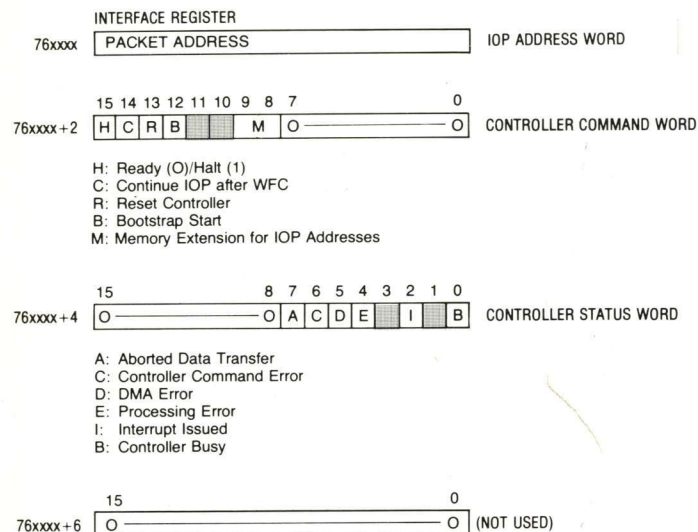 INTERFACE REGISTER
76xxxx PACKET ADDRESS IOP ADDRESS WORD
15 14 13 12 11 10 9 8 7 0
76xxxx+2 H C R B M O O CONTROLLER COMMAND WORD
H: Ready (O)/Halt (1)
C: Continue IOP after WFC
R: Reset Controller
B: Bootstrap Start
M: Memory Extension for IOP Addresses
15 8 7 6 5 4 3 2 1 0
76xxxx+4 O O A C D E I B CONTROLLER STATUS WORD
A: Aborted Data Transfer
C: Controller Command Error
D: DMA Error
E: Processing Error
I: Interrupt Issued
B: Controller Busy
15 0
76xxxx+6 O O (NOT USED)